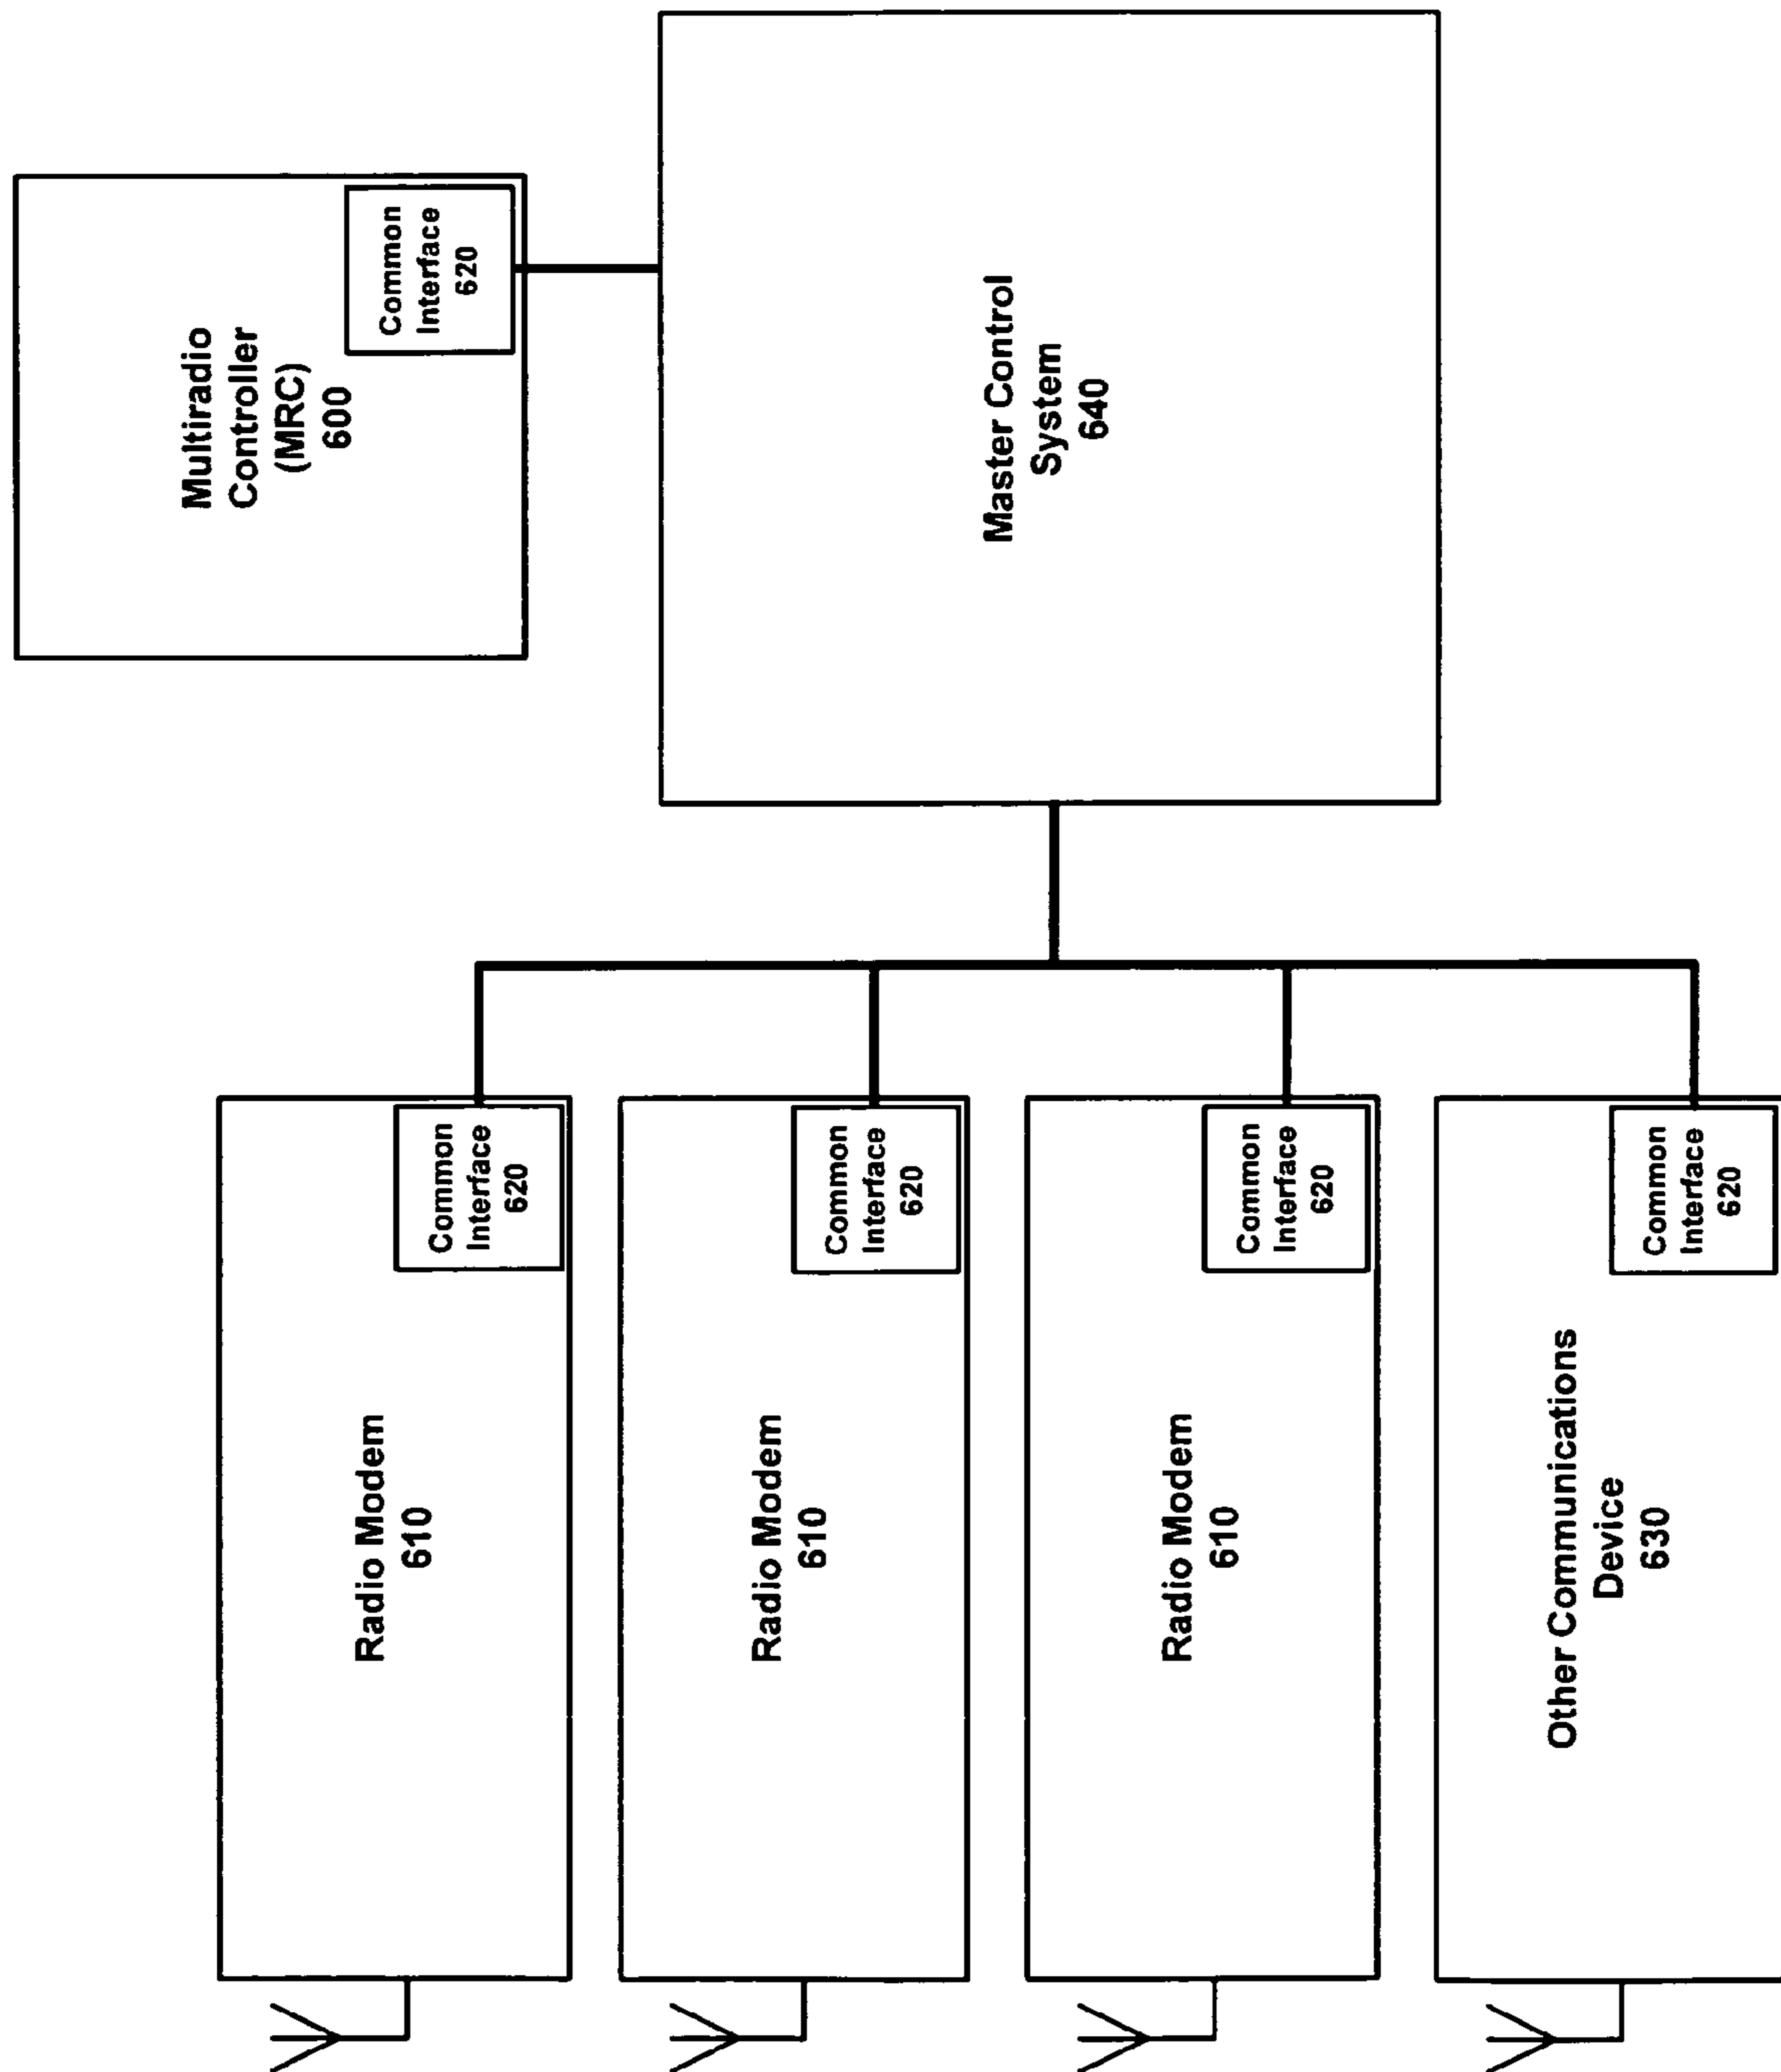 Radio Modem
610
Common
Interface
620
Radio Modem
610
Common
Interface
620
Radio Modem
610
Common
Interface
620
Other Communications
Device
630
Common
Interface
620
Multiradio
Controller
(MRC)
600
Common
Interface
620
Master Control
System
640